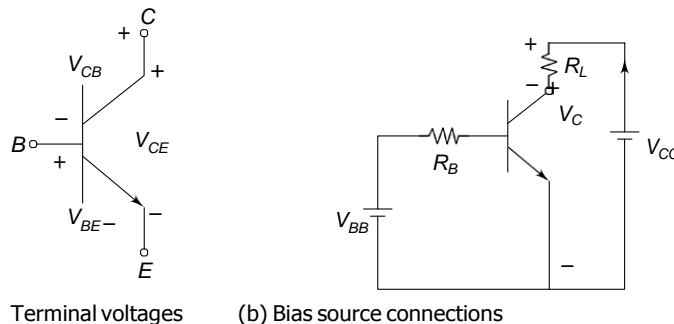 C
+
V_CB
+
+
R_L
−
−
+
V_C
B
+
V_CE
V_CC
R_B
V_BE −
−
V_BB
−
E
Terminal voltages (b) Bias source connections